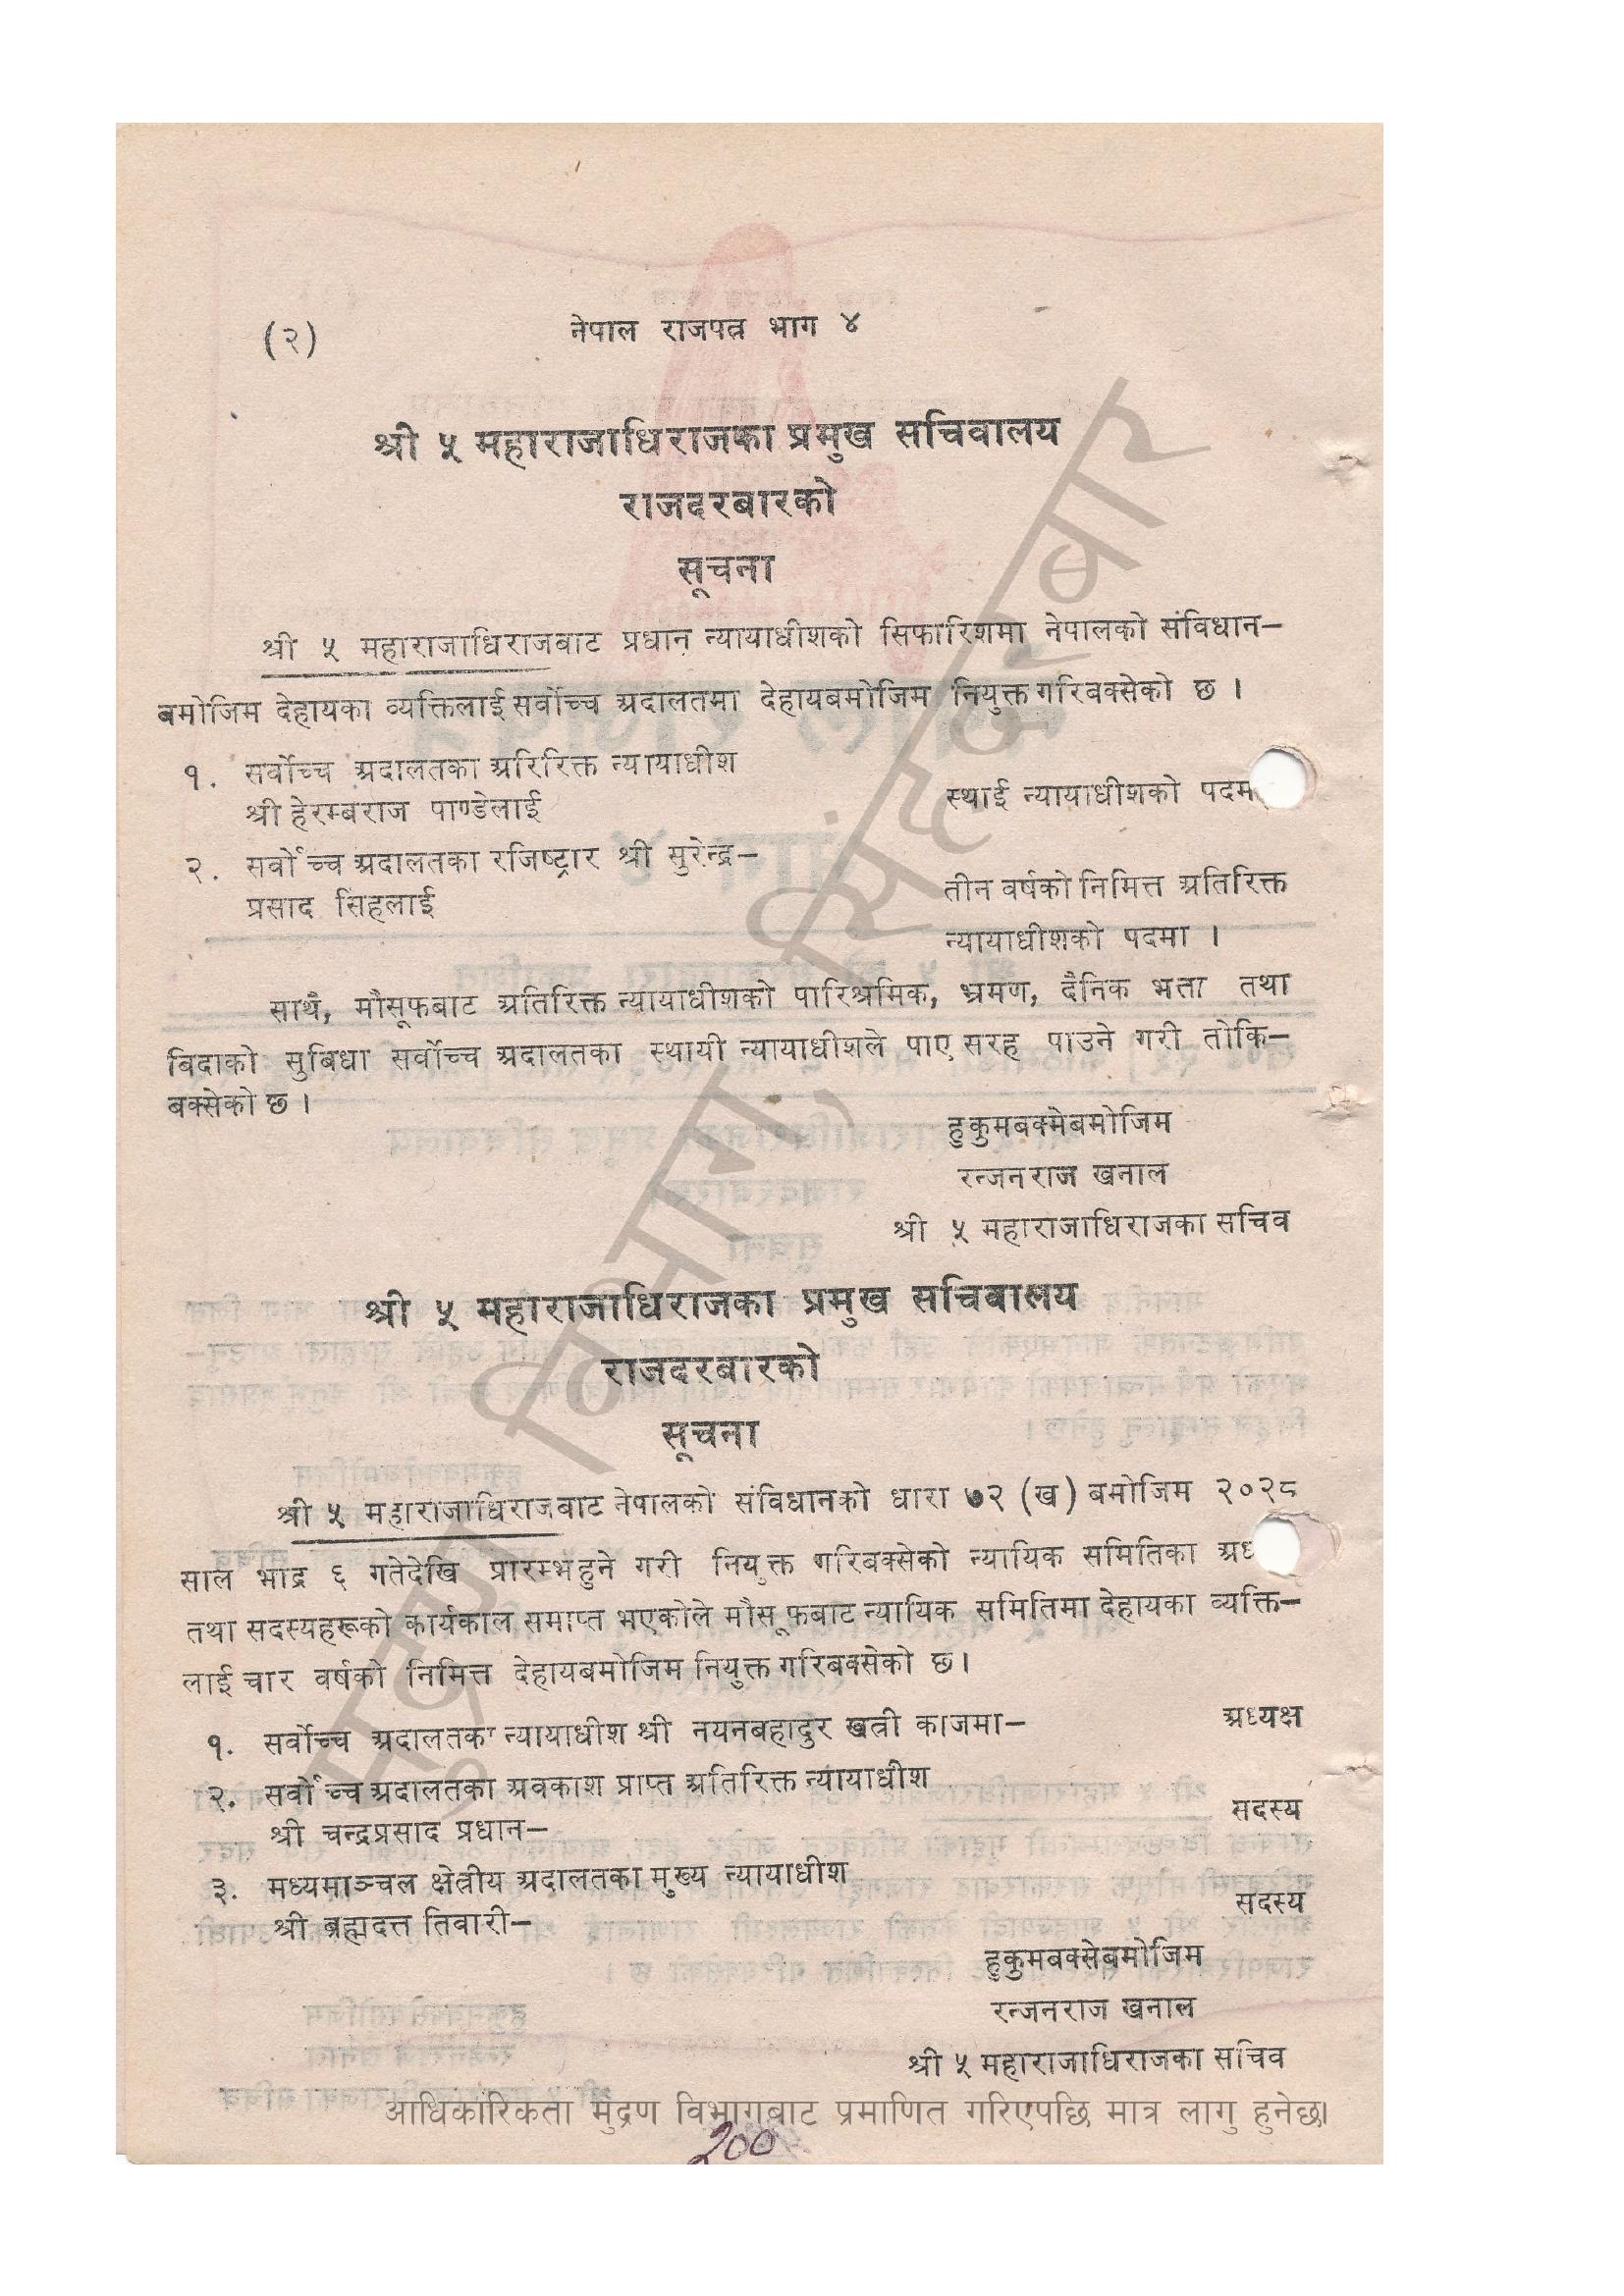 (२)
नेपाल राजपत्र भाग ४
श्री ५ महाराजाधिराजका प्रमुख सचिवालय
राजदरबारको
सूचना
श्री ५ महाराजाधिराजबाट प्रधान न्यायाधीशको सिफारिशमा नेपालको संविधान–
बमोजिम देहायका व्यक्तिलाई सर्वोच्च अदालतमा देहायबमोजिम नियुक्त गरिबक्सेको छ ।
१. सर्वोच्च अदालतका अरिरिक्त न्यायाधीश
श्री हेरम्बराज पाण्डेलाई
स्थाई न्यायाधीशको
२. सर्वोच्च अदालतका रजिष्ट्रार श्री सुरेन्द्र–
प्रसाद सिंहलाई
तीन वर्षको निमित्त अतिरिक्त
न्यायाधीशको पदमा ।
साथै, मौसूफबाट अतिरिक्त न्यायाधीशको पारिश्रमिक, भ्रमण, दैनिक भत्ता तथा
बिदाको सुबिधा सर्वोच्च अदालतका स्थायी न्यायाधीशले पाए सरह पाउने गरी तोकि–
बक्सेको छ ।
हुकुमबक्सेबमोजिम
रन्जनराज खनाल
श्री ५ महाराजाधिराजका सचिव
श्री ५ महाराजाधिराजका प्रमुख सचिवालय
राजदरबारको
सूचना
श्री ५ महाराजाधिराजबाट नेपालको संविधानको धारा ७२ (ख) बमोजिम २०२८
साल भाद्र ६ गतेदेखि प्रारम्भ हुने गरी नियुक्त गरिबक्सेको न्यायिक समितिका
तथा सदस्यहरूको कार्यकाल समाप्त भएकोले मौसूफबाट न्यायिक समितिमा देहायका व्यक्ति–
लाई चार वर्षको निमित्त देहायबमोजिम नियुक्त गरिबक्सेको छ।
१. सर्वोच्च अदालतका न्यायाधीश श्री नयनबहादुर खत्री काजमा–
अध्यक्ष
२. सर्वोच्च अदालतका अवकाश प्राप्त अतिरिक्त न्यायाधीश
श्री चन्द्रप्रसाद प्रधान–
सदस्य
३. मध्यमाञ्चल क्षेत्रीय अदालतका मुख्य न्यायाधीश
श्री ब्रह्मदत्त तिवारी–
सदस्य
हुकुमबक्सेबमोजिम
रन्जनराज खनाल
श्री ५ महाराजाधिराजका सचिव
आधिकारिकता मुद्रण विभागबाट प्रमाणित गरिएपछि मात्र लागु हुनेछ।
200
मुद्रण विभाग, सिंहदरबार